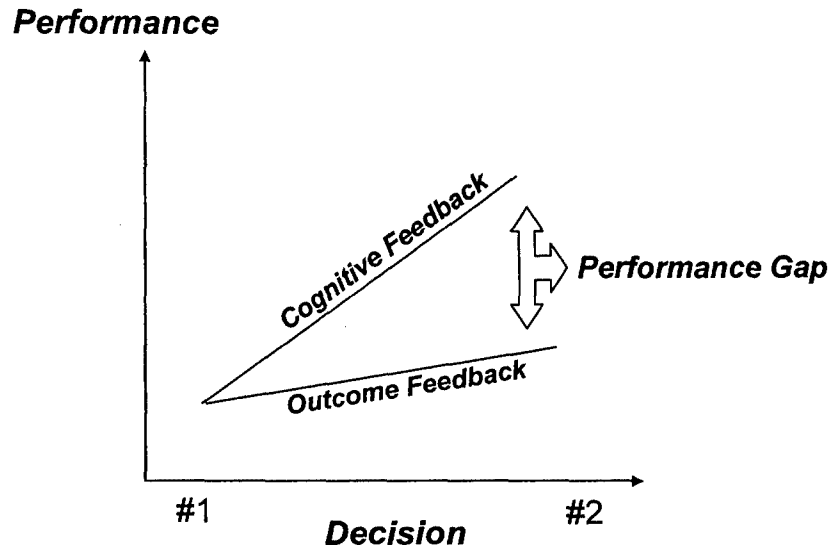 Performance
Cognitive Feedback
Performance Gap
Outcome Feedback
#1
#2
Decision